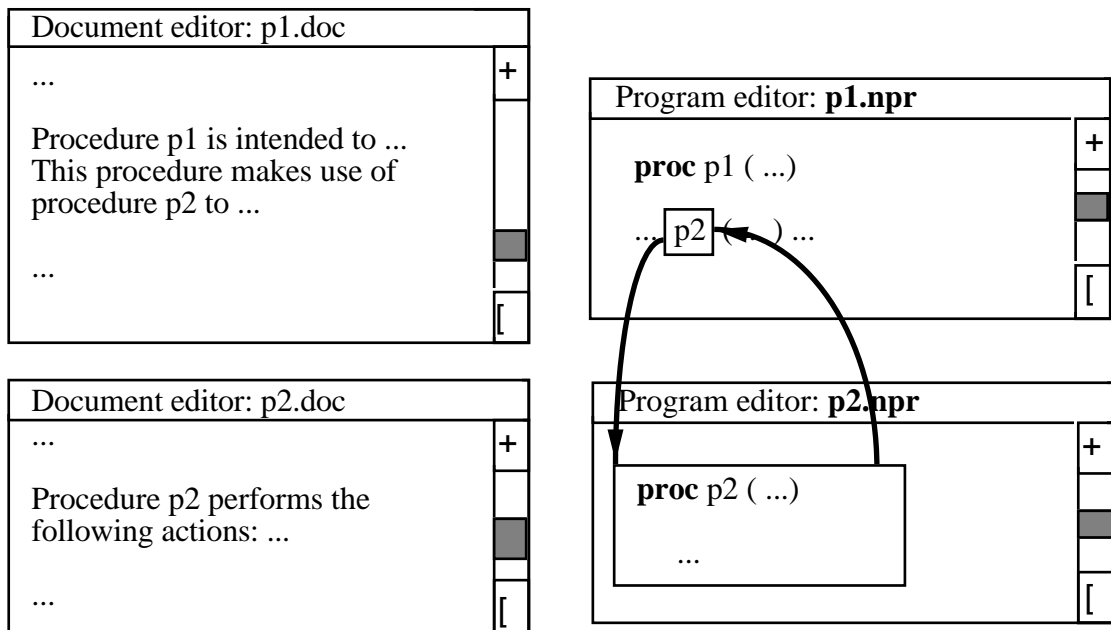 Document editor: p1.doc
...
+
Procedure p1 is intended to ...
This procedure makes use of
procedure p2 to ...
...
[
Program editor: p1.npr
+
proc p1 ( ...)
... p2 ( ... ) ...
[
Document editor: p2.doc
...
+
Procedure p2 performs the
following actions: ...
...
[
Program editor: p2.npr
+
proc p2 ( ...)
...
[